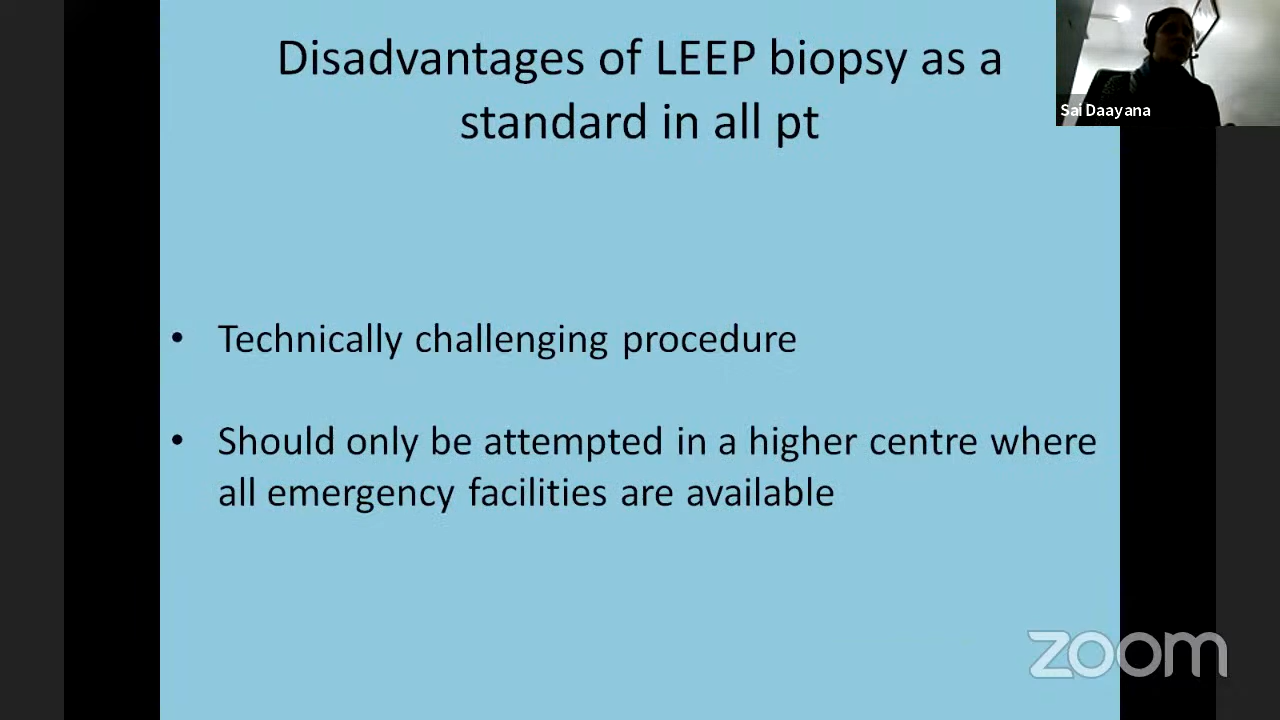 Disadvantages of LEEP biopsy as a
standard in all pt
Sai Daayana
• Technically challenging procedure
• Should only be attempted in a higher centre where
all emergency facilities are available
zoom